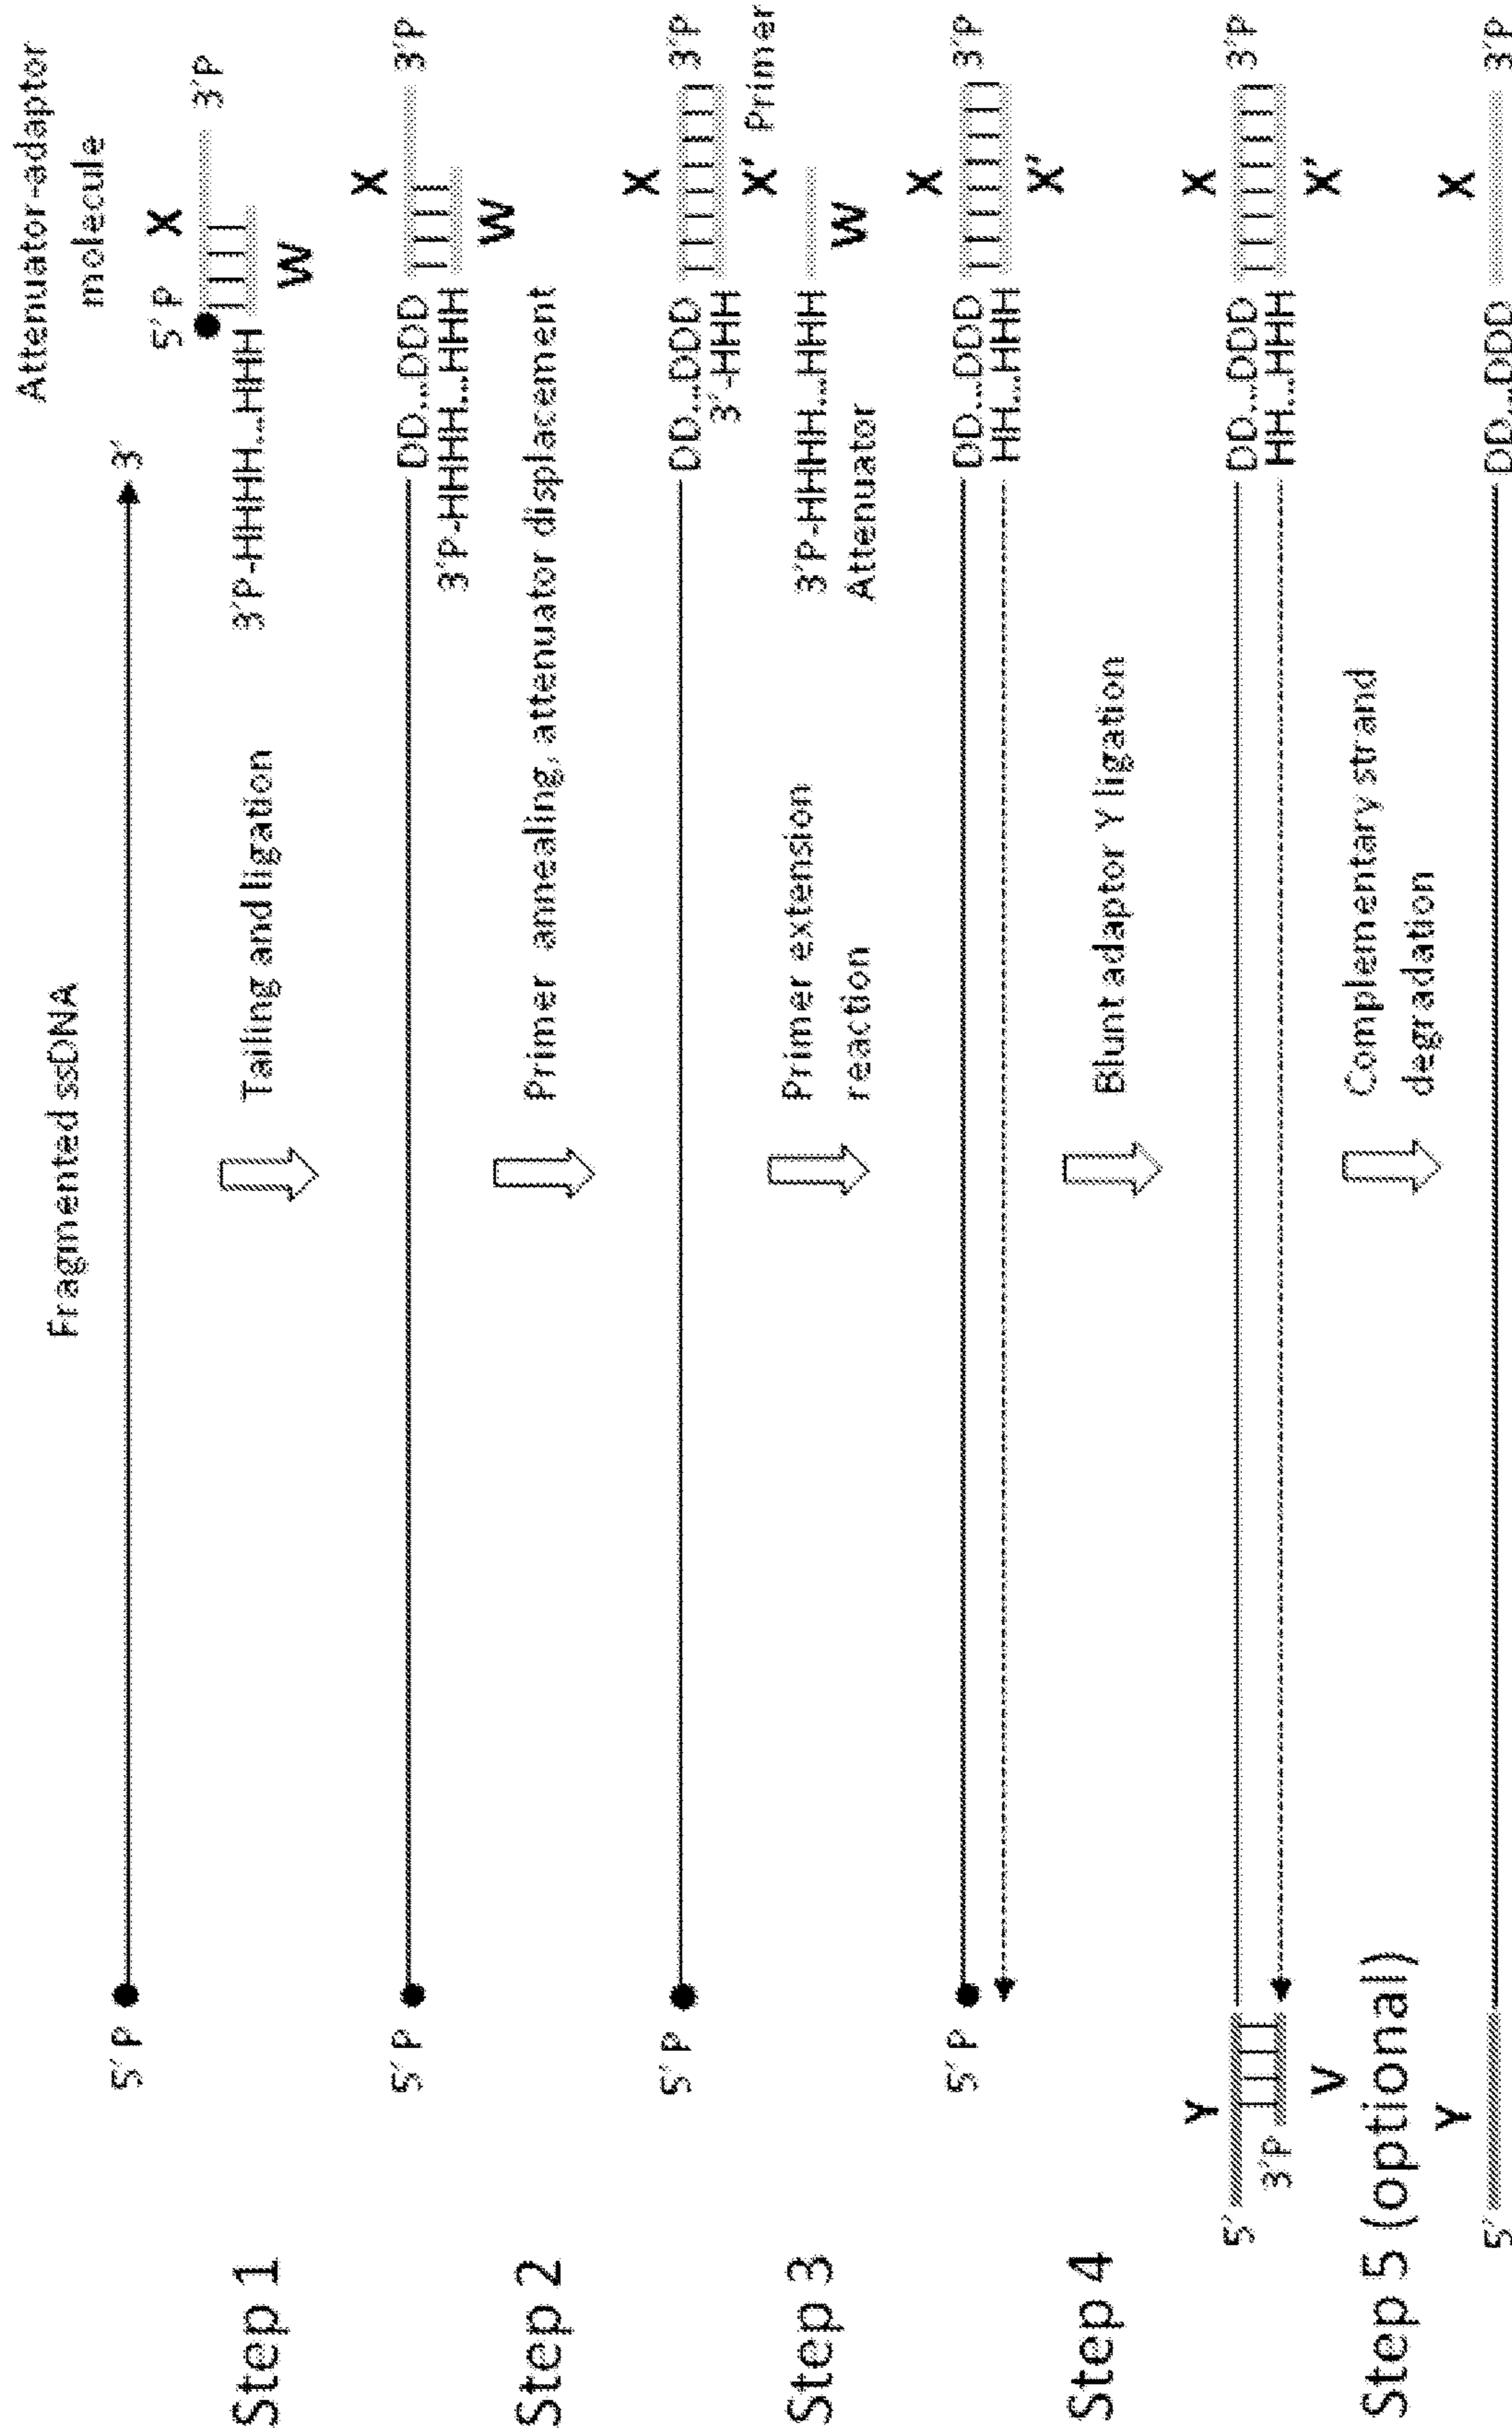 Fragmented ssDNA
Attenuator-adaptor
molecule
5´ P
3´
5´ P
X
3´P
3´P-HHHH...HHH
W
Step 1
Tailing and ligation
5´ P
DD...DDD
X
3´P
3´P-HHHH...HHH
W
Step 2
Primer annealing, attenuator displacement
5´ P
DD...DDD
X
3´P
3´-HHH
X'
Primer
Step 3
Primer extension
reaction
3´P-HHHH...HHH
W
Attenuator
5´ P
DD...DDD
X
3´P
HH...HHH
X'
Step 4
Blunt adaptor Y ligation
Y
5´
DD...DDD
X
3´P
3´P
HH...HHH
V
X'
Step 5 (optional)
Complementary strand
degradation
Y
5´
DD...DDD
X
3´P